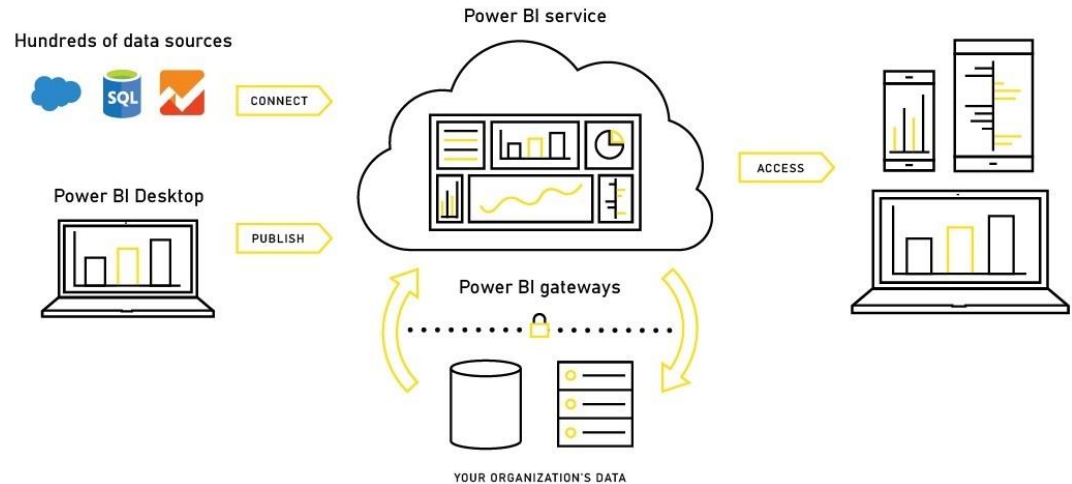 Power BI service
Hundreds of data sources
SQL
CONNECT
ACCESS
Power BI Desktop
PUBLISH
Power BI gateways
YOUR ORGANIZATION'S DATA